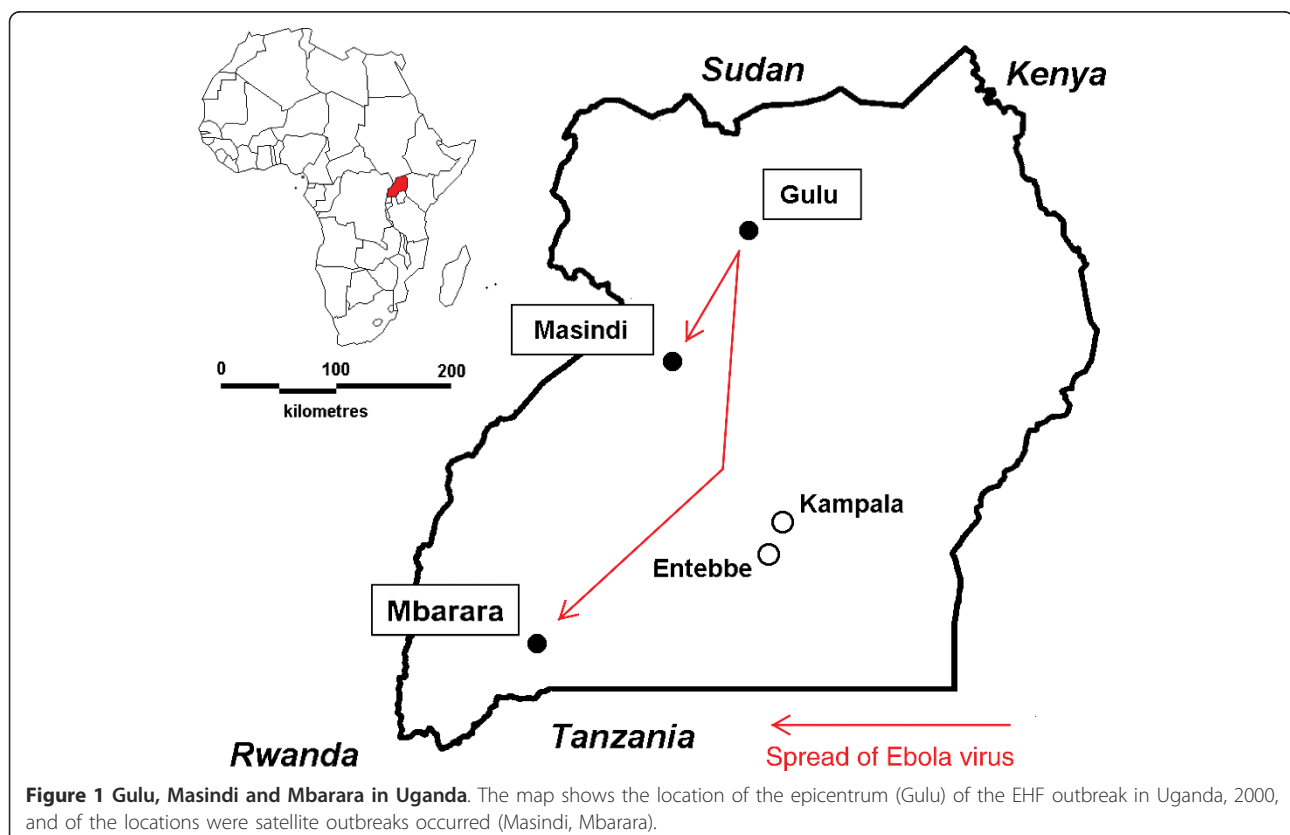 Sudan
Kenya
Gulu
Masindi
0 100 200
kilometres
Kampala
Entebbe
Mbarara
Tanzania
Rwanda
Spread of Ebola virus
Figure 1 Gulu, Masindi and Mbarara in Uganda. The map shows the location of the epicentrum (Gulu) of the EHF outbreak in Uganda, 2000,
and of the locations were satellite outbreaks occurred (Masindi, Mbarara).